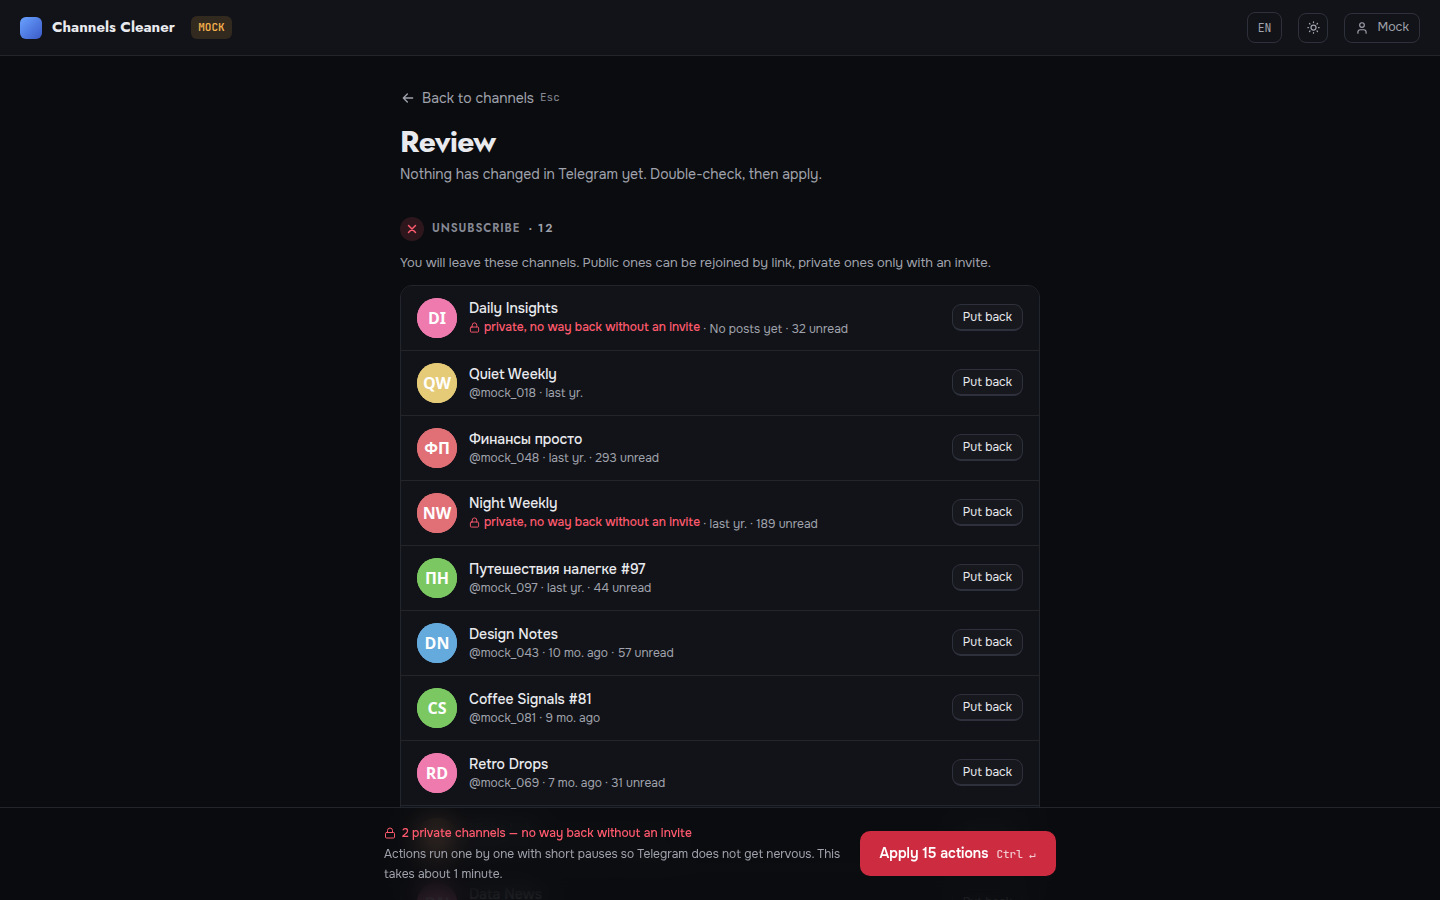 Channels Cleaner MOCK EN Mock
Back to channels Esc
Review
Nothing has changed in Telegram yet. Double-check, then apply.
UNSUBSCRIBE · 12
You will leave these channels. Public ones can be rejoined by link, private ones only with an invite.
DI Daily Insights Put back
private, no way back without an invite · No posts yet · 32 unread
QW Quiet Weekly Put back
@mock_018 · last yr.
ФП Финансы просто Put back
@mock_048 · last yr. · 293 unread
NW Night Weekly Put back
private, no way back without an invite · last yr. · 189 unread
ПН Путешествия налегке #97 Put back
@mock_097 · last yr. · 44 unread
DN Design Notes Put back
@mock_043 · 10 mo. ago · 57 unread
CS Coffee Signals #81 Put back
@mock_081 · 9 mo. ago
RD Retro Drops Put back
@mock_069 · 7 mo. ago · 31 unread
2 private channels — no way back without an invite
Actions run one by one with short pauses so Telegram does not get nervous. This
takes about 1 minute.
Apply 15 actions Ctrl ↵
Data News